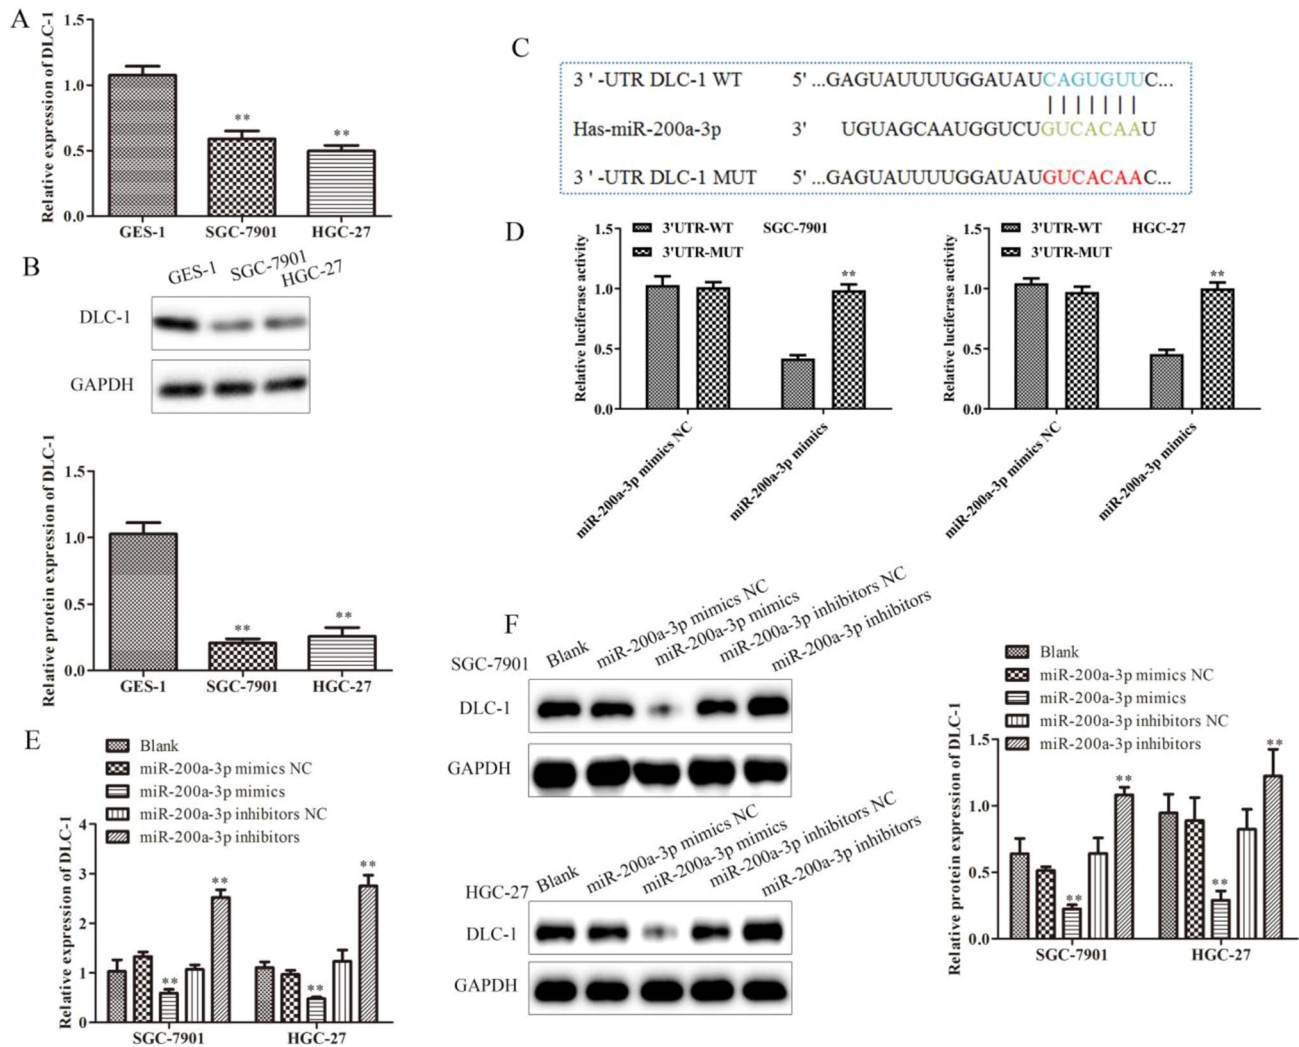 A
Relative expression of DLC-1
1.5
1.0
0.5
0.0
**
**
GES-1 SGC-7901 HGC-27
B
GES-1 SGC-7901 HGC-27
DLC-1
GAPDH
Relative protein expression of DLC-1
1.5
1.0
0.5
0.0
**
**
GES-1 SGC-7901 HGC-27
C
3 ' -UTR DLC-1 WT 5' ...GAGUAUUUUGGAUAUCAGUGUUC...
Has-miR-200a-3p 3' UGUAGCAAUGGUCUGUCACAAU
3 ' -UTR DLC-1 MUT 5' ...GAGUAUUUUGGAUAUGUCACAAC...
D
Relative luciferase activity
1.5
1.0
0.5
0.0
3'UTR-WT SGC-7901
3'UTR-MUT
**
miR-200a-3p mimics NC
miR-200a-3p mimics
Relative luciferase activity
1.5
1.0
0.5
0.0
3'UTR-WT HGC-27
3'UTR-MUT
**
miR-200a-3p mimics NC
miR-200a-3p mimics
E
Blank
miR-200a-3p mimics NC
miR-200a-3p mimics
miR-200a-3p inhibitors NC
miR-200a-3p inhibitors
Relative expression of DLC-1
4
3
2
1
0
**
**
**
**
SGC-7901 HGC-27
F
SGC-7901
Blank
miR-200a-3p mimics NC
miR-200a-3p mimics
miR-200a-3p inhibitors NC
miR-200a-3p inhibitors
DLC-1
GAPDH
HGC-27
Blank
miR-200a-3p mimics NC
miR-200a-3p mimics
miR-200a-3p inhibitors NC
miR-200a-3p inhibitors
DLC-1
GAPDH
Blank
miR-200a-3p mimics NC
miR-200a-3p mimics
miR-200a-3p inhibitors NC
miR-200a-3p inhibitors
Relative protein expression of DLC-1
1.5
1.0
0.5
0.0
**
**
**
**
SGC-7901 HGC-27